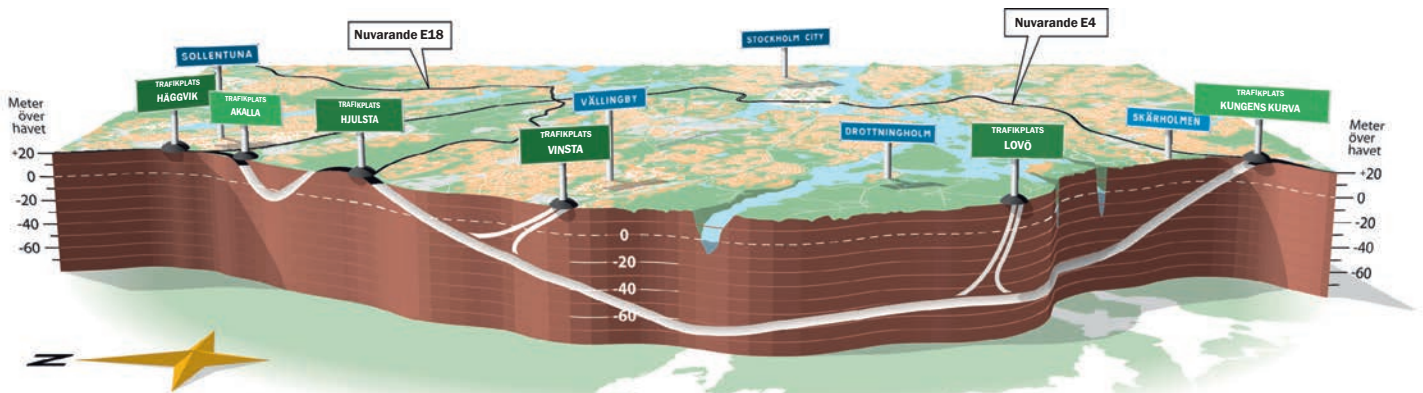 Nuvarande E18
Nuvarande E4
STOCKHOLM CITY
SOLLENTUNA
TRAFIKPLATS
HÄGGVIK
TRAFIKPLATS
AKALLA
TRAFIKPLATS
HJULSTA
VÄLLINGBY
TRAFIKPLATS
VINSTA
DROTTNINGHOLM
TRAFIKPLATS
LOVÖ
SKÄRHOLMEN
TRAFIKPLATS
KUNGENS KURVA
Meter
över
havet
+20
0
-20
-40
-60
0
-20
-40
-60
Meter
över
havet
+20
0
-20
-40
-60
N